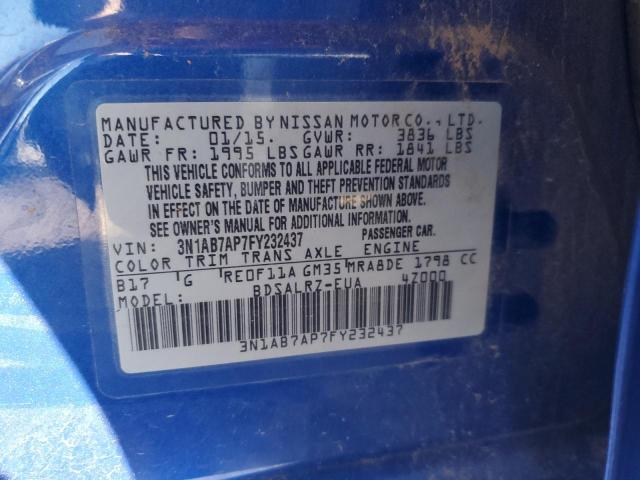 MANUFACTURED BY NISSAN MOTOR CO., LTD.
DATE: 01/15. GVWR: 3836 LBS
GAWR FR: 1995 LBS GAWR RR: 1841 LBS
THIS VEHICLE CONFORMS TO ALL APPLICABLE FEDERAL MOTOR
VEHICLE SAFETY, BUMPER AND THEFT PREVENTION STANDARDS
IN EFFECT ON THE DATE OF MANUFACTURE SHOWN ABOVE.
SEE OWNER'S MANUAL FOR ADDITIONAL INFORMATION.
VIN: 3N1AB7AP7FY232437 PASSENGER CAR.
COLOR TRIM TRANS AXLE ENGINE
B17 G RE0F11A GM35 MRA8DE 1798 CC
MODEL: BDSALRZ-EUA 4Z000
3N1AB7AP7FY232437